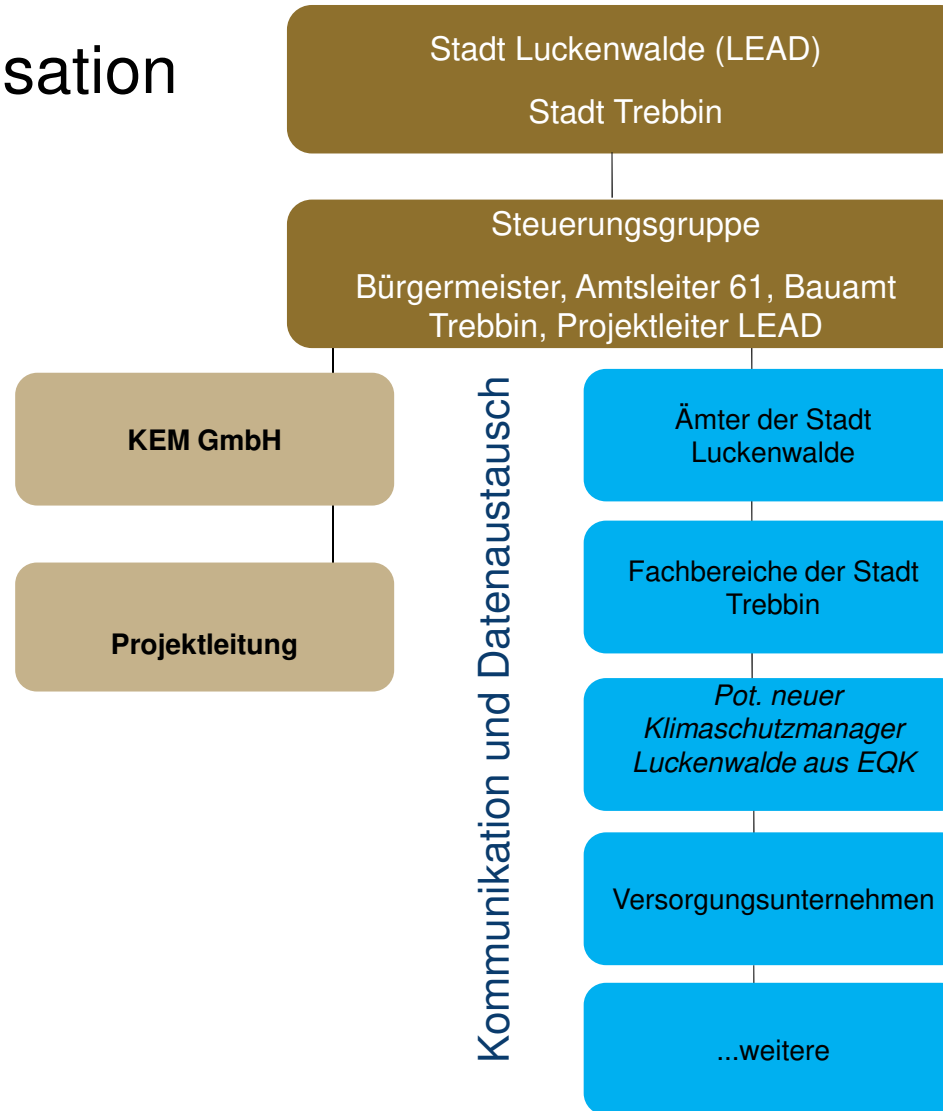 sation
Stadt Luckenwalde (LEAD)
Stadt Trebbin
Steuerungsgruppe
Bürgermeister, Amtsleiter 61, Bauamt
Trebbin, Projektleiter LEAD
KEM GmbH
Projektleitung
Kommunikation und Datenaustausch
Ämter der Stadt
Luckenwalde
Fachbereiche der Stadt
Trebbin
Pot. neuer
Klimaschutzmanager
Luckenwalde aus EQK
Versorgungsunternehmen
...weitere